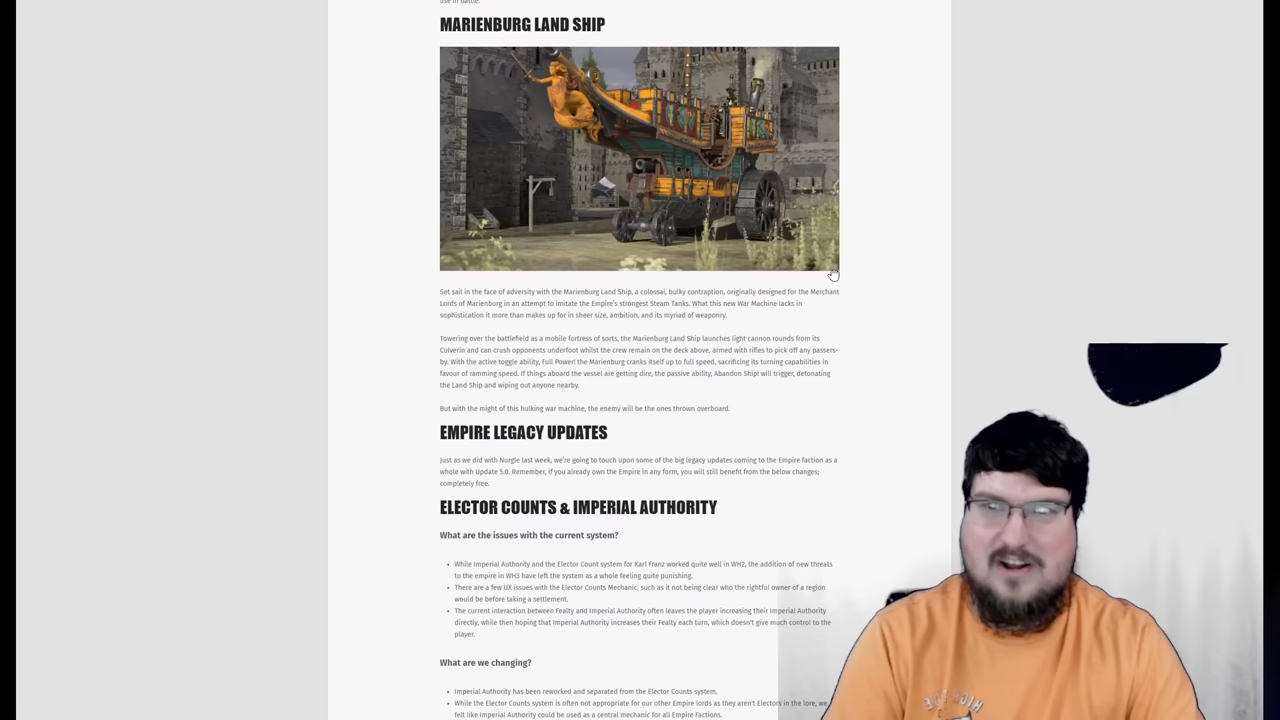 use in battle.
MARIENBURG LAND SHIP
Set sail in the face of adversity with the Marienburg Land Ship, a colossal, bulky contraption, originally designed for the Merchant
Lords of Marienburg in an attempt to imitate the Empire's strongest Steam Tanks. What this new War Machine lacks in
sophistication it more than makes up for in sheer size, ambition, and its myriad of weaponry.
Towering over the battlefield as a mobile fortress of sorts, the Marienburg Land Ship launches light cannon rounds from its
Culverin and can crush opponents underfoot whilst the crew remain on the deck above, armed with rifles to pick off any passers-
by. With the active toggle ability, Full Power! the Marienburg cranks itself up to full speed, sacrificing its turning capabilities in
favour of ramming speed. If things aboard the vessel are getting dire, the passive ability, Abandon Ship! will trigger, detonating
the Land Ship and wiping out anyone nearby.
But with the might of this hulking war machine, the enemy will be the ones thrown overboard.
EMPIRE LEGACY UPDATES
Just as we did with Nurgle last week, we're going to touch upon some of the big legacy updates coming to the Empire faction as a
whole with Update 5.0. Remember, if you already own the Empire in any form, you will still benefit from the below changes;
completely free.
ELECTOR COUNTS & IMPERIAL AUTHORITY
What are the issues with the current system?
• While Imperial Authority and the Elector Count system for Karl Franz worked quite well in WH2, the addition of new threats
to the empire in WH3 have left the system as a whole feeling quite punishing.
• There are a few UX issues with the Elector Counts Mechanic, such as it not being clear who the rightful owner of a region
would be before taking a settlement.
• The current interaction between Fealty and Imperial Authority often leaves the player increasing their Imperial Authority
directly, while then hoping that Imperial Authority increases their Fealty each turn, which doesn't give much control to the
player.
What are we changing?
• Imperial Authority has been reworked and separated from the Elector Counts system.
• While the Elector Counts system is often not appropriate for our other Empire lords as they aren't Electors in the lore, we
felt like Imperial Authority could be used as a central mechanic for all Empire Factions.